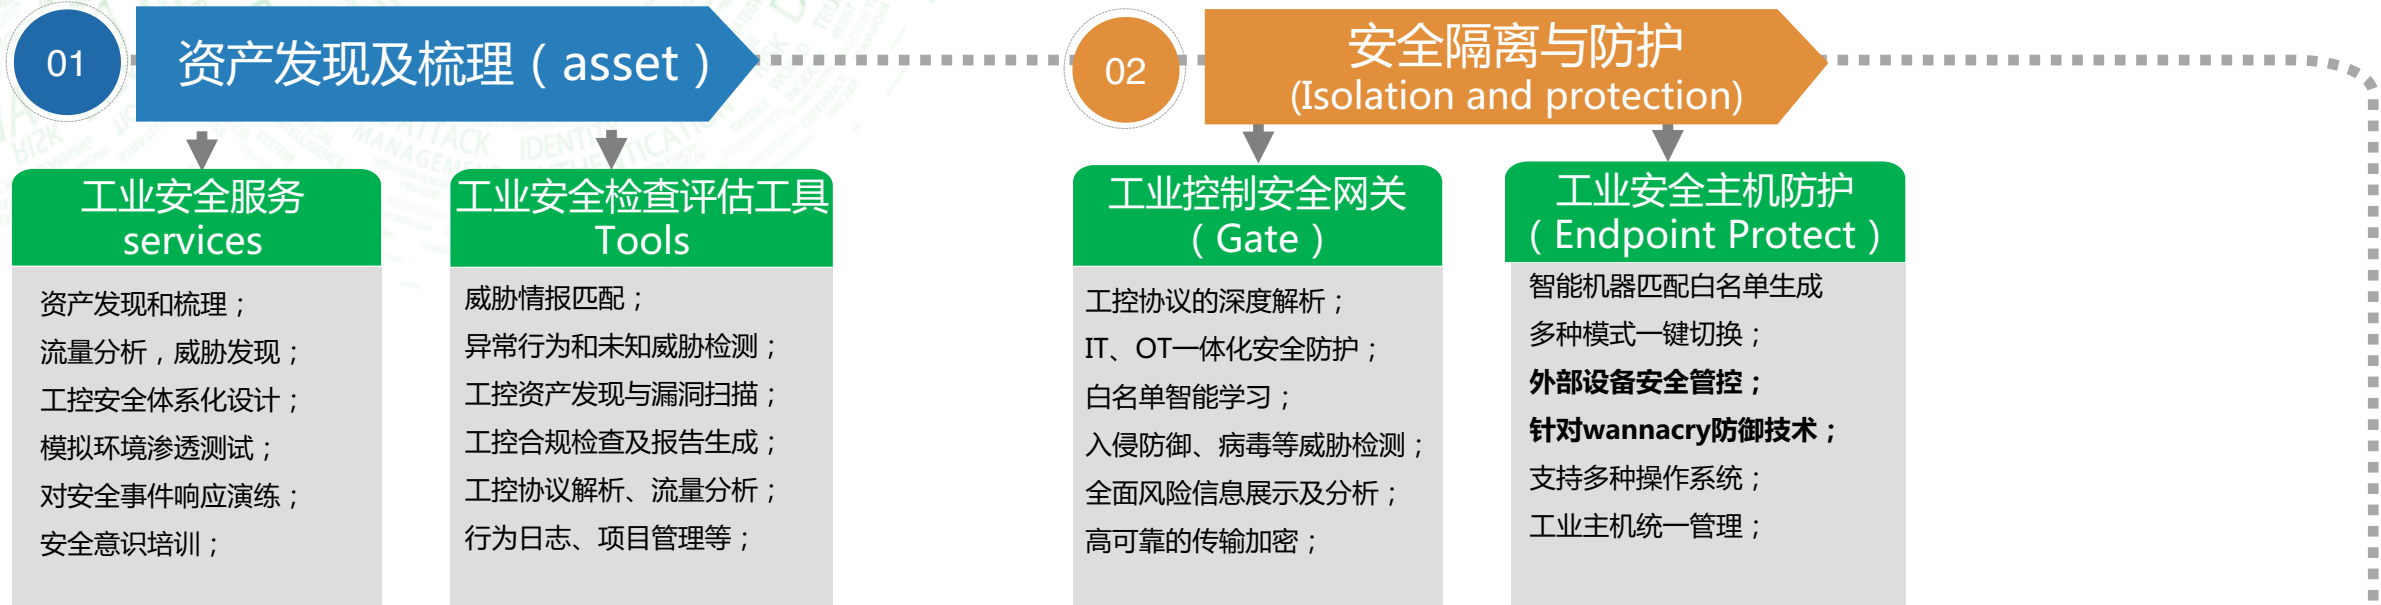 01
资产发现及梳理（asset）
工业安全服务
services
资产发现和梳理；
流量分析，威胁发现；
工控安全体系化设计；
模拟环境渗透测试；
对安全事件响应演练；
安全意识培训；
工业安全检查评估工具
Tools
威胁情报匹配；
异常行为和未知威胁检测；
工控资产发现与漏洞扫描；
工控合规检查及报告生成；
工控协议解析、流量分析；
行为日志、项目管理等；
02
安全隔离与防护
(Isolation and protection)
工业控制安全网关
（Gate）
工控协议的深度解析；
IT、OT一体化安全防护；
白名单智能学习；
入侵防御、病毒等威胁检测；
全面风险信息展示及分析；
高可靠的传输加密；
工业安全主机防护
（Endpoint Protect）
智能机器匹配白名单生成
多种模式一键切换；
外部设备安全管控；
针对wannacry防御技术；
支持多种操作系统；
工业主机统一管理；
RISK
ATTACK
MANAGEMENT